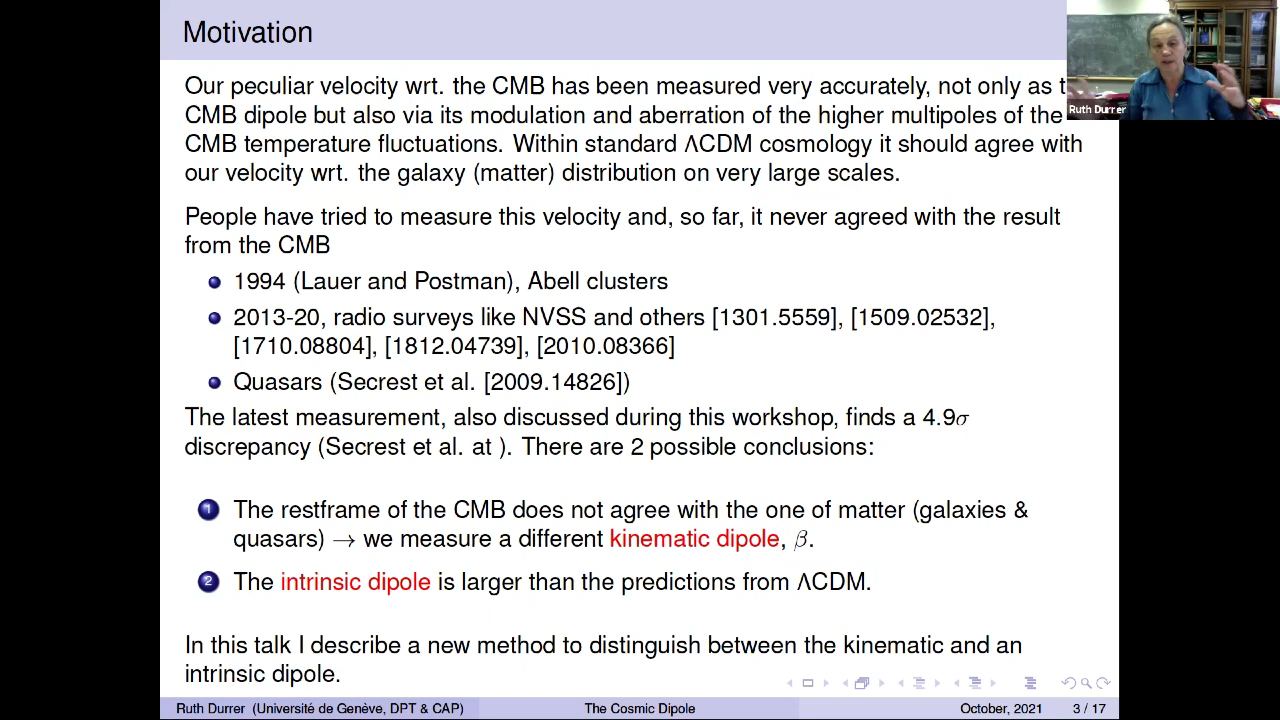 Motivation
Our peculiar velocity wrt. the CMB has been measured very accurately, not only as t
CMB dipole but also via its modulation and aberration of the higher multipoles of the
CMB temperature fluctuations. Within standard ΛCDM cosmology it should agree with
our velocity wrt. the galaxy (matter) distribution on very large scales.
People have tried to measure this velocity and, so far, it never agreed with the result
from the CMB
1994 (Lauer and Postman), Abell clusters
2013-20, radio surveys like NVSS and others [1301.5559], [1509.02532],
[1710.08804], [1812.04739], [2010.08366]
Quasars (Secrest et al. [2009.14826])
The latest measurement, also discussed during this workshop, finds a 4.9σ
discrepancy (Secrest et al. at ). There are 2 possible conclusions:
1 The restframe of the CMB does not agree with the one of matter (galaxies &
quasars) → we measure a different kinematic dipole, β.
2 The intrinsic dipole is larger than the predictions from ΛCDM.
In this talk I describe a new method to distinguish between the kinematic and an
intrinsic dipole.
Ruth Durrer (Université de Genève, DPT & CAP) The Cosmic Dipole October, 2021 3 / 17
Ruth Durrer